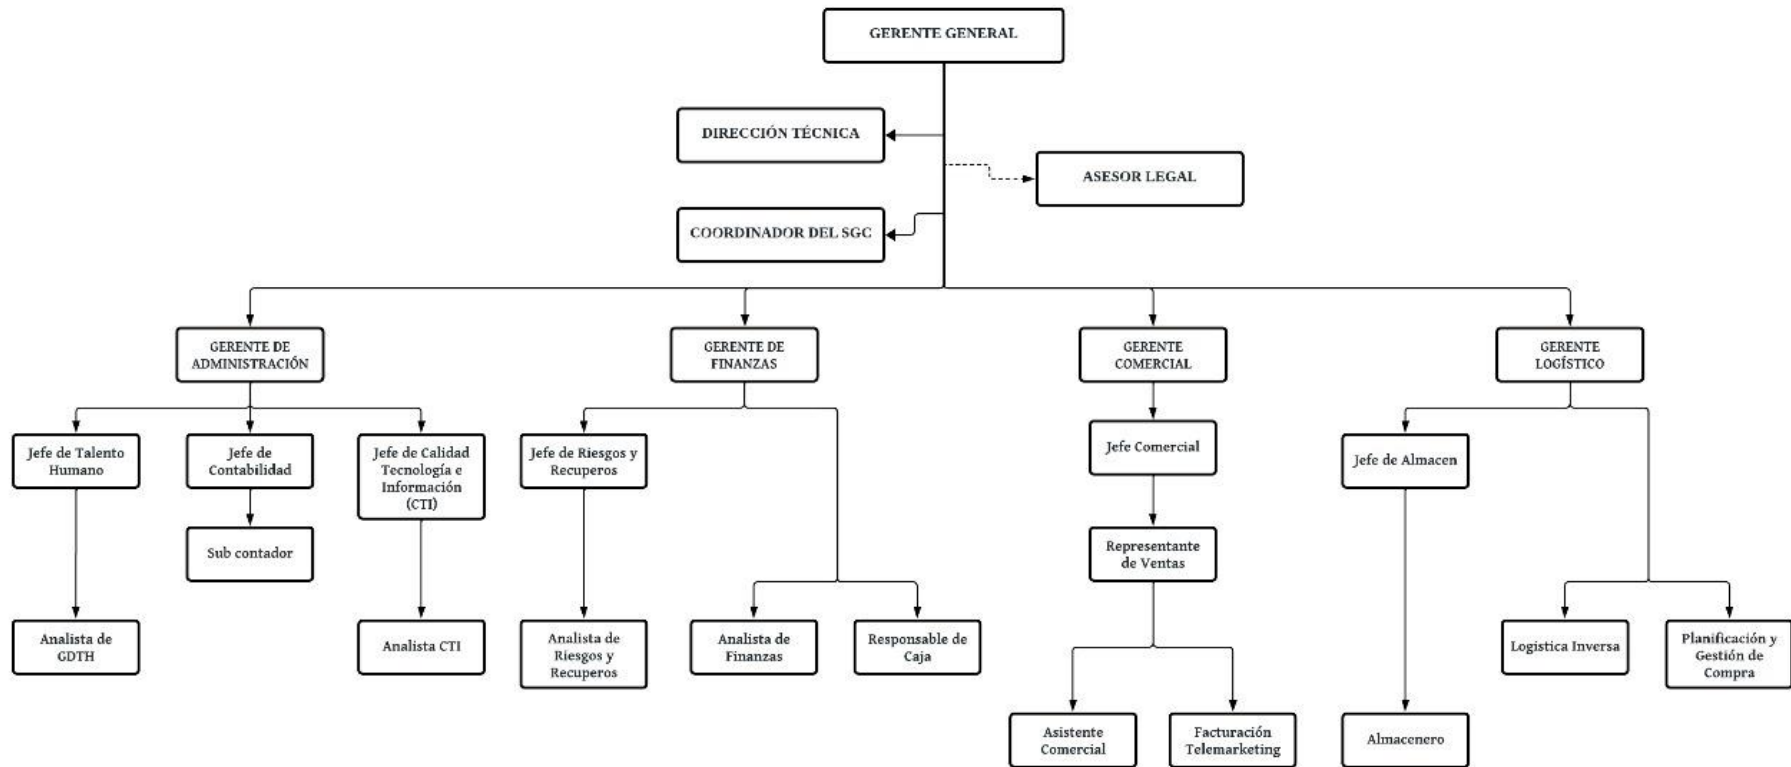 GERENTE GENERAL
DIRECCIÓN TÉCNICA
ASESOR LEGAL
COORDINADOR DEL SGC
GERENTE DE
ADMINISTRACIÓN
GERENTE DE
FINANZAS
GERENTE
COMERCIAL
GERENTE
LOGÍSTICO
Jefe de Talento
Humano
Jefe de
Contabilidad
Jefe de Calidad
Tecnología e
Información
(CTI)
Jefe de Riesgos y
Recuperos
Jefe Comercial
Jefe de Almacen
Sub contador
Representante
de Ventas
Analista de
GDTH
Analista CTI
Analista de
Riesgos y
Recuperos
Analista de
Finanzas
Responsable de
Caja
Logistica Inversa
Planificación y
Gestión de
Compra
Asistente
Comercial
Facturación
Telemarketing
Almacenero